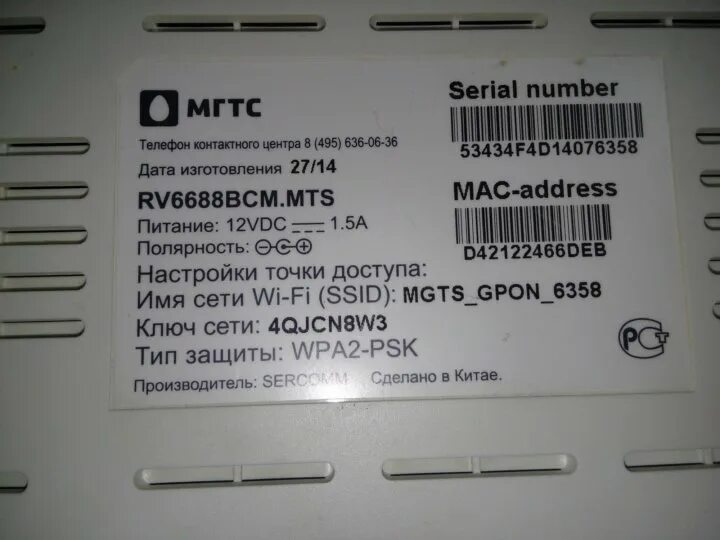 МГТС
Телефон контактного центра 8 (495) 636-06-36
Дата изготовления 27/14
RV6688BCM.MTS
Питание: 12VDC 1.5A
Полярность:
Serial number
53434F4D14076358
MAC-address
D42122466DEB
Настройки точки доступа:
Имя сети Wi-Fi (SSID): MGTS_GPON_6358
Ключ сети: 4QJCN8W3
Тип защиты: WPA2-PSK
Производитель: SERCOMM Сделано в Китае.
РСТ